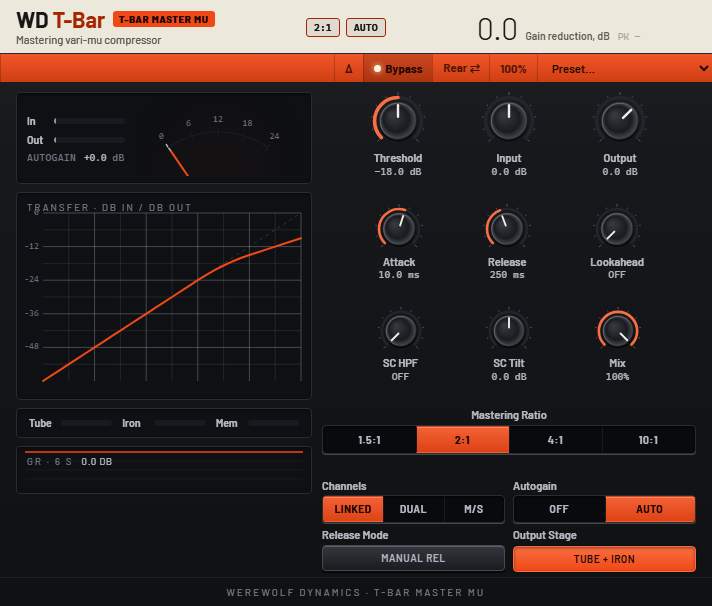 WD T-Bar T-BAR MASTER MU
Mastering vari-mu compressor
2:1 AUTO
0.0 Gain reduction, dB PK –
Δ Bypass Rear ⇄ 100% Preset...
In
Out
AUTOGAIN +0.0 dB
0 6 12 18 24
TRANSFER · DB IN / DB OUT
0
-12
-24
-36
-48
Tube Iron Mem
GR · 6 S 0.0 DB
Threshold Input Output
−18.0 dB 0.0 dB 0.0 dB
Attack Release Lookahead
10.0 ms 250 ms OFF
SC HPF SC Tilt Mix
OFF 0.0 dB 100%
Mastering Ratio
1.5:1 2:1 4:1 10:1
Channels Autogain
LINKED DUAL M/S OFF AUTO
Release Mode Output Stage
MANUAL REL TUBE + IRON
WEREWOLF DYNAMICS · T-BAR MASTER MU